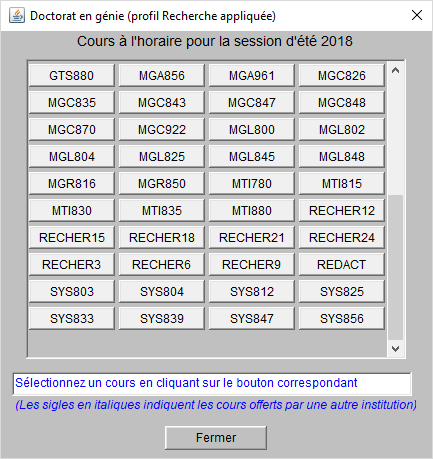 Doctorat en génie (profil Recherche appliquée)
Cours à l'horaire pour la session d'été 2018
GTS880 MGA856 MGA961 MGC826
MGC835 MGC843 MGC847 MGC848
MGC870 MGC922 MGL800 MGL802
MGL804 MGL825 MGL845 MGL848
MGR816 MGR850 MTI780 MTI815
MTI830 MTI835 MTI880 RECHER12
RECHER15 RECHER18 RECHER21 RECHER24
RECHER3 RECHER6 RECHER9 REDACT
SYS803 SYS804 SYS812 SYS825
SYS833 SYS839 SYS847 SYS856
Sélectionnez un cours en cliquant sur le bouton correspondant
(Les sigles en italiques indiquent les cours offerts par une autre institution)
Fermer